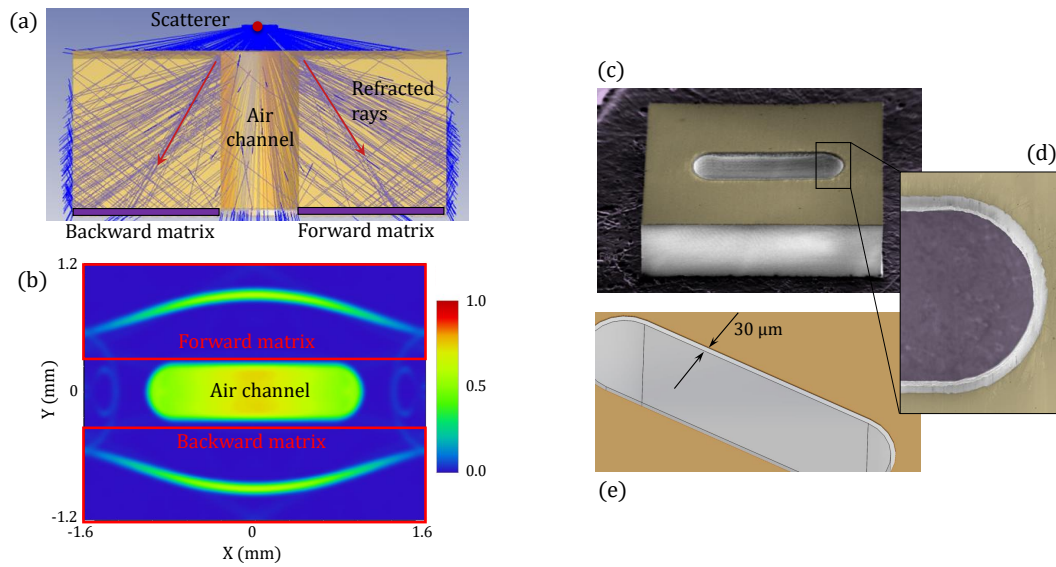 (a)
Scatterer
Refracted
rays
Air
channel
Backward matrix
Forward matrix
(b)
1.2
Y (mm)
0
-1.2
-1.6
0
1.6
X (mm)
Forward matrix
Air channel
Backward matrix
1.0
0.5
0.0
(c)
(d)
30 μm
(e)